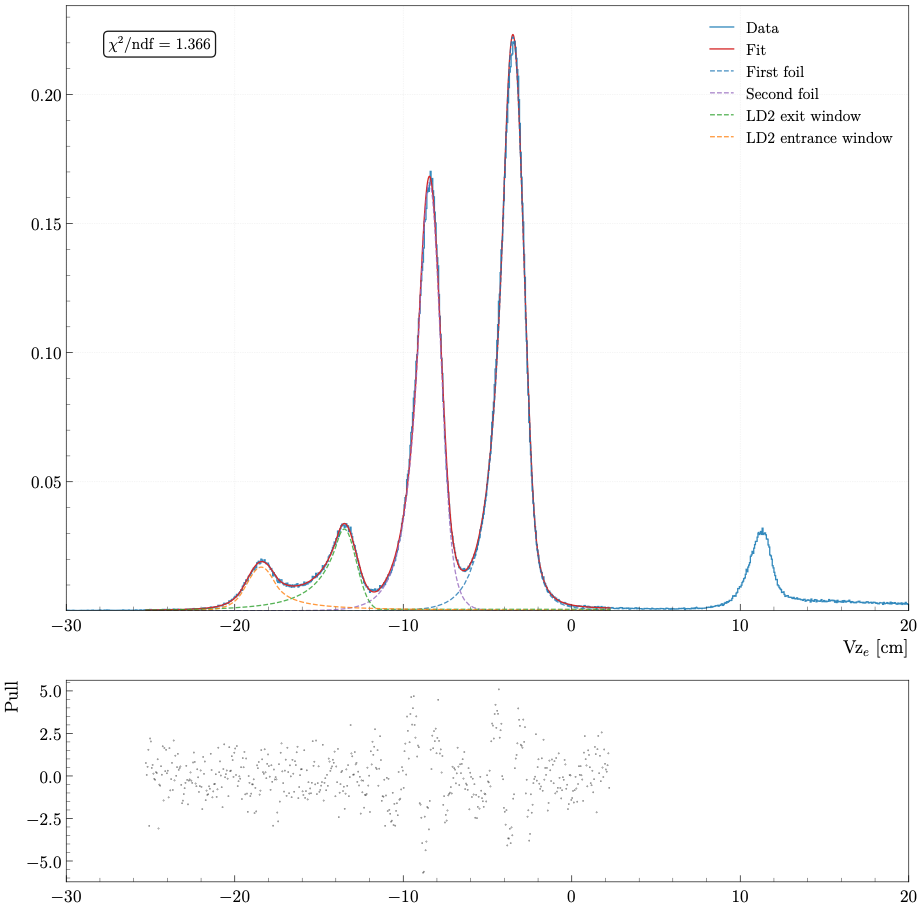 χ²/ndf = 1.366
Data
Fit
First foil
Second foil
LD2 exit window
LD2 entrance window
0.20
0.15
0.10
0.05
−30
−20
−10
0
10
20
Vzₑ [cm]
Pull
5.0
2.5
0.0
−2.5
−5.0
−30
−20
−10
0
10
20